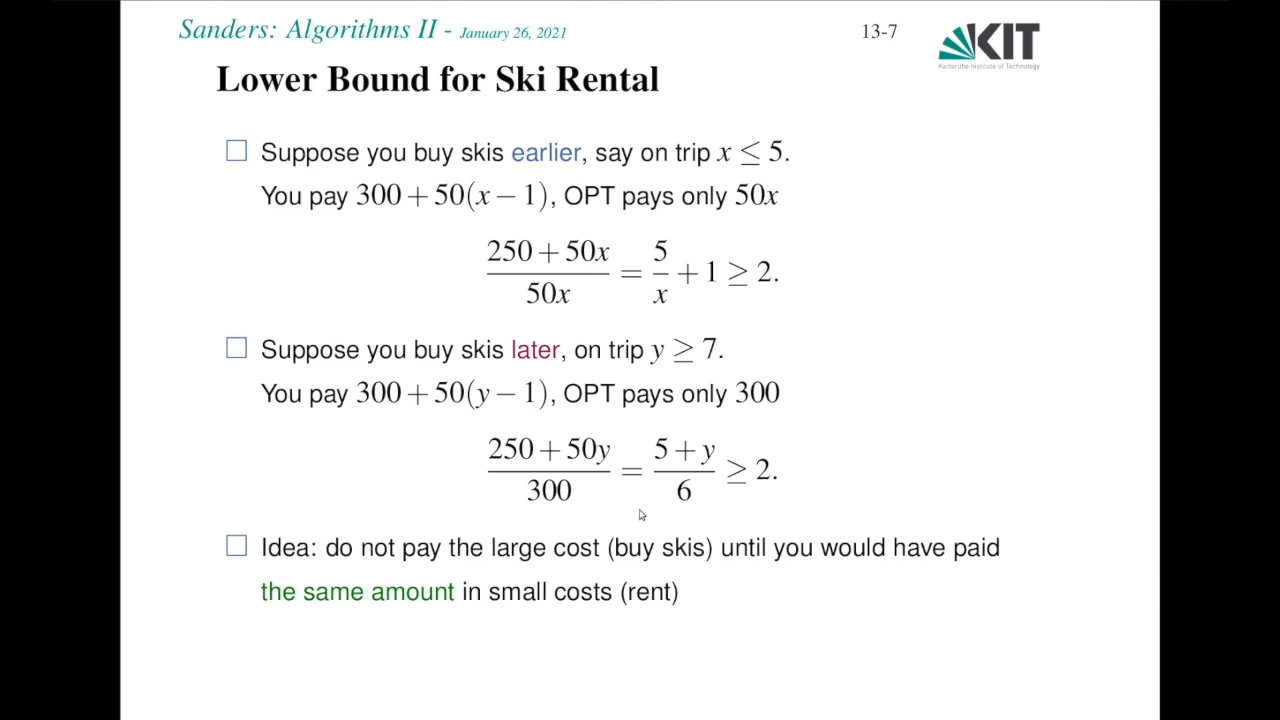 Sanders: Algorithms II - January 26, 2021
13-7
KIT
Karlsruhe Institute of Technology
Lower Bound for Ski Rental
Suppose you buy skis earlier, say on trip x ≤ 5.
You pay 300 + 50(x − 1), OPT pays only 50x
(250 + 50x)/(50x) = 5/x + 1 ≥ 2.
Suppose you buy skis later, on trip y ≥ 7.
You pay 300 + 50(y − 1), OPT pays only 300
(250 + 50y)/300 = (5 + y)/6 ≥ 2.
Idea: do not pay the large cost (buy skis) until you would have paid
the same amount in small costs (rent)